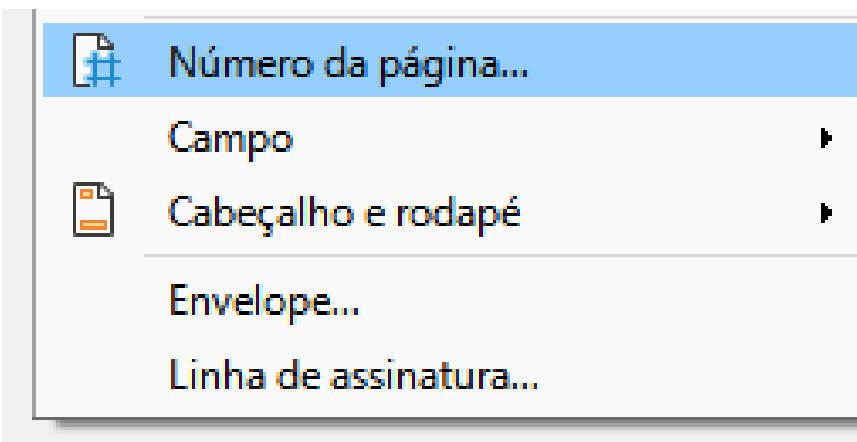 Número da página...
Campo
Cabeçalho e rodapé
Envelope...
Linha de assinatura...